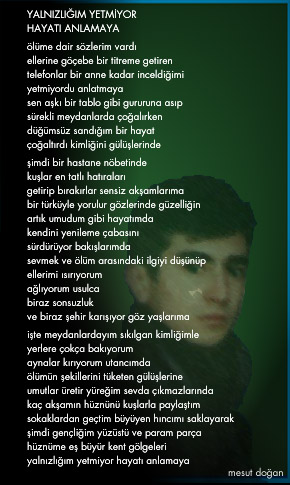 YALNIZLIĞIM YETMİYOR
HAYATI ANLAMAYA
ölüme dair sözlerim vardı
ellerine göçebe bir titreme getiren
telefonlar bir anne kadar inceldiğimi
yetmiyordu anlatmaya
sen aşkı bir tablo gibi gururuna asıp
sürekli meydanlarda çoğalırken
düğümsüz sandığım bir hayat
çoğaltırdı kimliğini gülüşlerinde
şimdi bir hastane nöbetinde
kuşlar en tatlı hatıraları
getirip bırakırlar sensiz akşamlarıma
bir türküyle yorulur gözlerinde güzelliğin
artık umudum gibi hayatımda
kendini yenileme çabasını
sürdürüyor bakışlarımda
sevmek ve ölüm arasındaki ilgiyi düşünüp
ellerimi ısırıyorum
ağlıyorum usulca
biraz sonsuzluk
ve biraz şehir karışıyor göz yaşlarıma
işte meydanlardayım sıkılgan kimliğimle
yerlere çokça bakıyorum
aynalar kırıyorum utancımda
ölümün şekillerini tüketen gülüşlerine
umutlar üretir yüreğim sevda çıkmazlarında
kaç akşamın hüznünü kuşlarla paylaştım
sokaklardan geçtim büyüyen hıncımı saklayarak
şimdi gençliğim yüzüstü ve param parça
hüznüme eş büyür kent gölgeleri
yalnızlığım yetmiyor hayatı anlamaya
mesut doğan